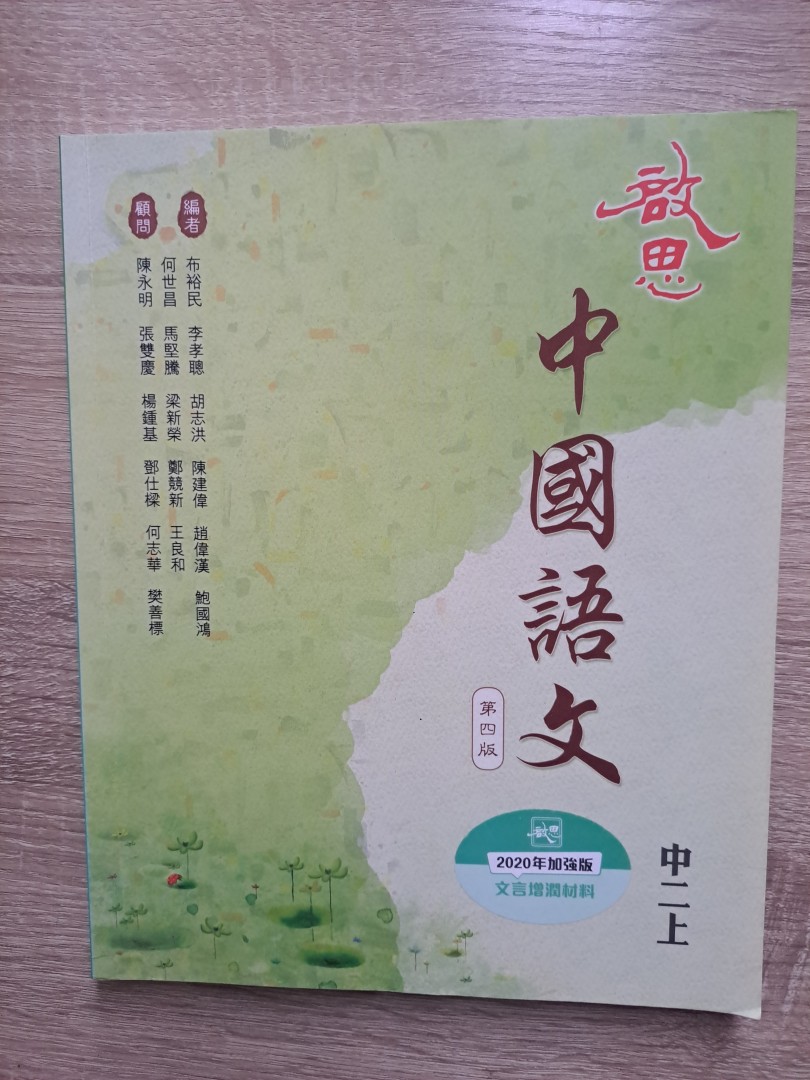 啟思
中國語文
第四版
啟思
2020年加強版
文言增潤材料
中二上
編者
布裕民 李孝聰 胡志洪 陳建偉 趙偉漢 鮑國鴻
何世昌 馬堅騰 梁新榮 鄭競新 王良和
顧問
陳永明 張雙慶 楊鍾基 鄧仕樑 何志華 樊善標